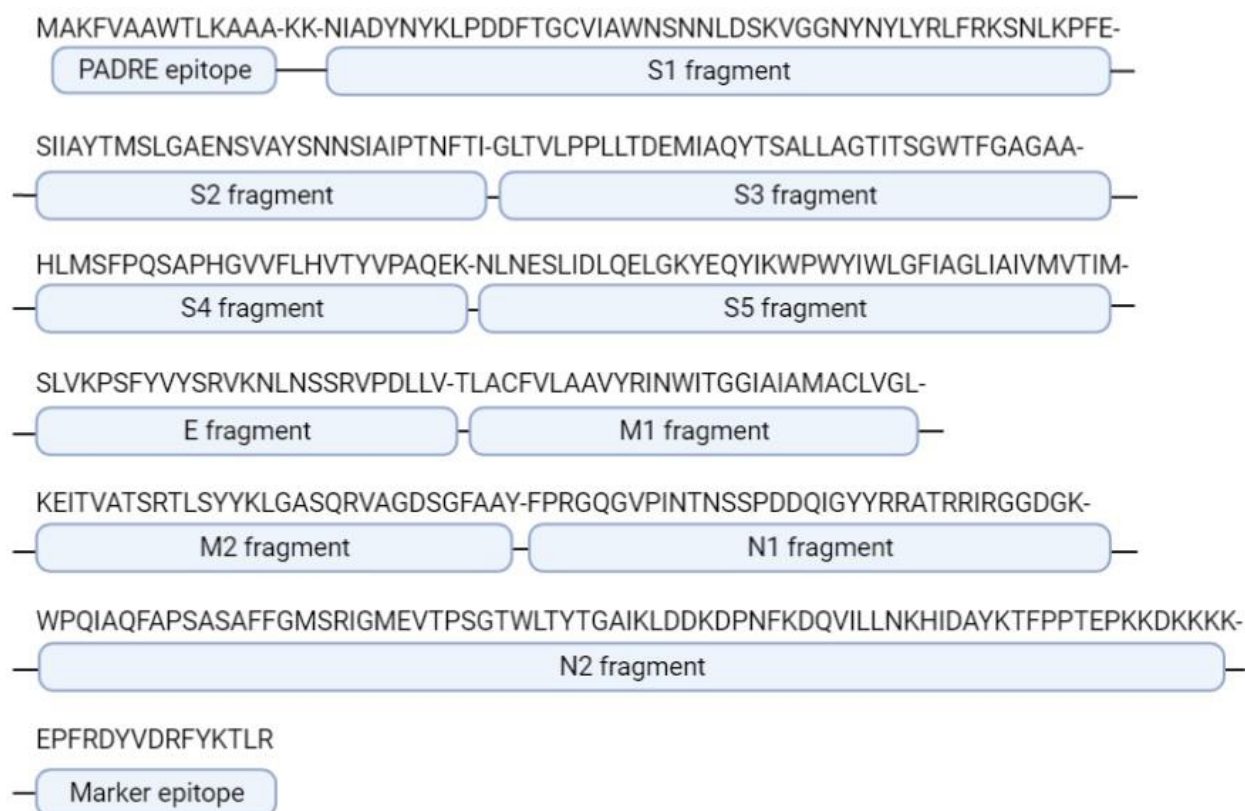 MAKFVAAWTLKAAA-KK-NIADYNYKLPDDFTGCVIAWNSNNLDSKVGGNYNYLYRLFRKSNLKPFE-
PADRE epitope S1 fragment
SIIAYTMSLGAENSVAYSNNSIAIPTNFTI-GLTVLPPLLTDEMIAQYTSALLAGTITSGWTFGAGAA-
S2 fragment S3 fragment
HLMSFPQSAPHGVVFLHVTYVPAQEK-NLNESLIDLQELGKYEQYIKWPWYIWLGFIAGLIAIVMVTIM-
S4 fragment S5 fragment
SLVKPSFYVYSRVKNLNSSRVPDLLV-TLACFVLAAVYRINWITGGIAIAMACLVGL-
E fragment M1 fragment
KEITVATSRTLSYYKLGASQRVAGDSGFAAY-FPRGQGVPINTNSSPDDQIGYYRRATRRIRGGDGK-
M2 fragment N1 fragment
WPQIAQFAPSASAFFGMSRIGMEVTPSGTWLTYTGAIKLDDKDPNFKDQVILLNKHIDAYKTFPPTEPKKDKKKK-
N2 fragment
EPFRDYVDRFYKTLR
Marker epitope